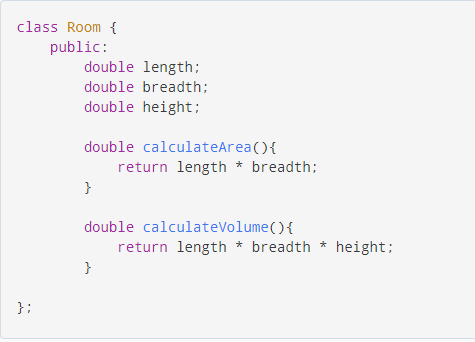 class Room {
    public:
        double length;
        double breadth;
        double height;

        double calculateArea(){
            return length * breadth;
        }

        double calculateVolume(){
            return length * breadth * height;
        }

};